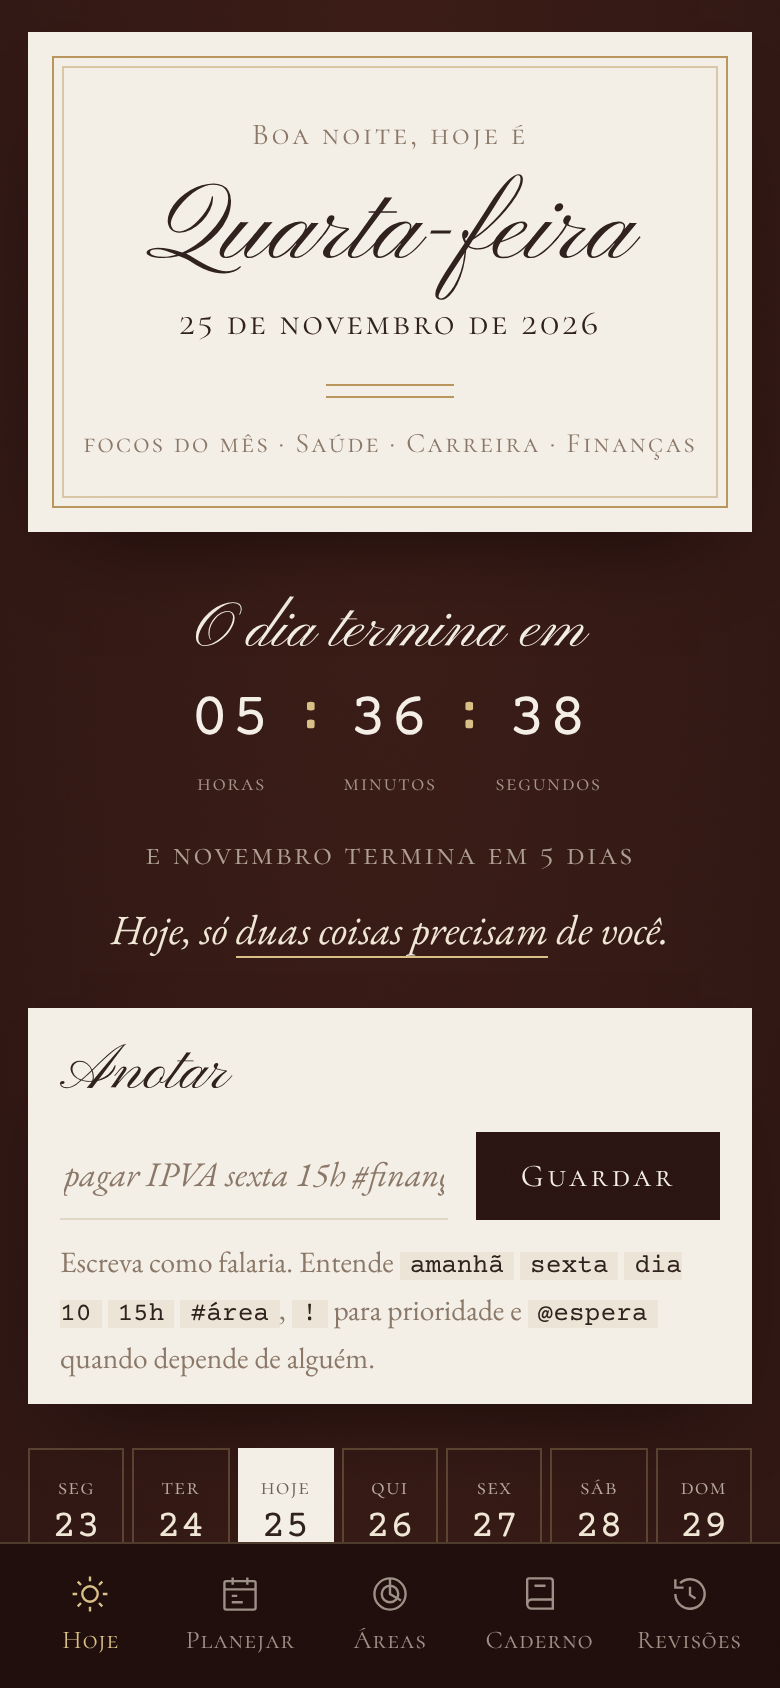 Boa noite, hoje é
Quarta-feira
25 de novembro de 2026
focos do mês · Saúde · Carreira · Finanças
O dia termina em
05 : 36 : 38
horas minutos segundos
e novembro termina em 5 dias
Hoje, só duas coisas precisam de você.
Anotar
pagar IPVA sexta 15h #finanç
Guardar
Escreva como falaria. Entende amanhã sexta dia
10 15h #área , ! para prioridade e @espera
quando depende de alguém.
seg ter hoje qui sex sáb dom
23 24 25 26 27 28 29
Hoje Planejar Áreas Caderno Revisões